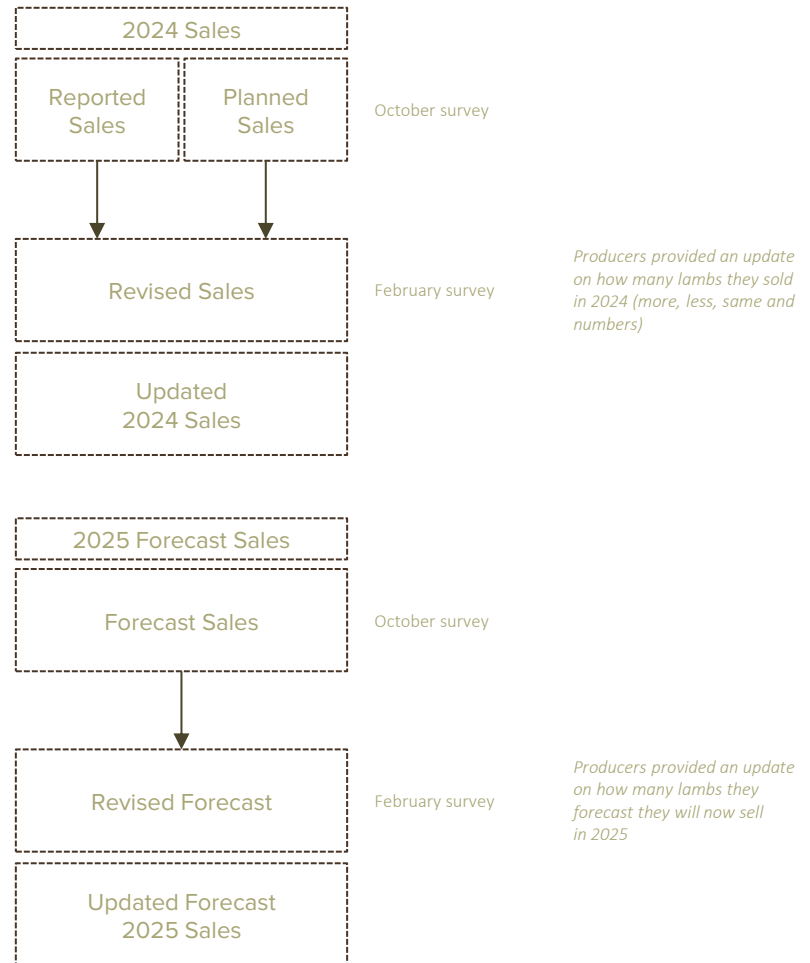 2024 Sales
Reported
Sales
Planned
Sales
October survey
Revised Sales
February survey
Producers provided an update
on how many lambs they sold
in 2024 (more, less, same and
numbers)
Updated
2024 Sales
2025 Forecast Sales
Forecast Sales
October survey
Revised Forecast
February survey
Producers provided an update
on how many lambs they
forecast they will now sell
in 2025
Updated Forecast
2025 Sales